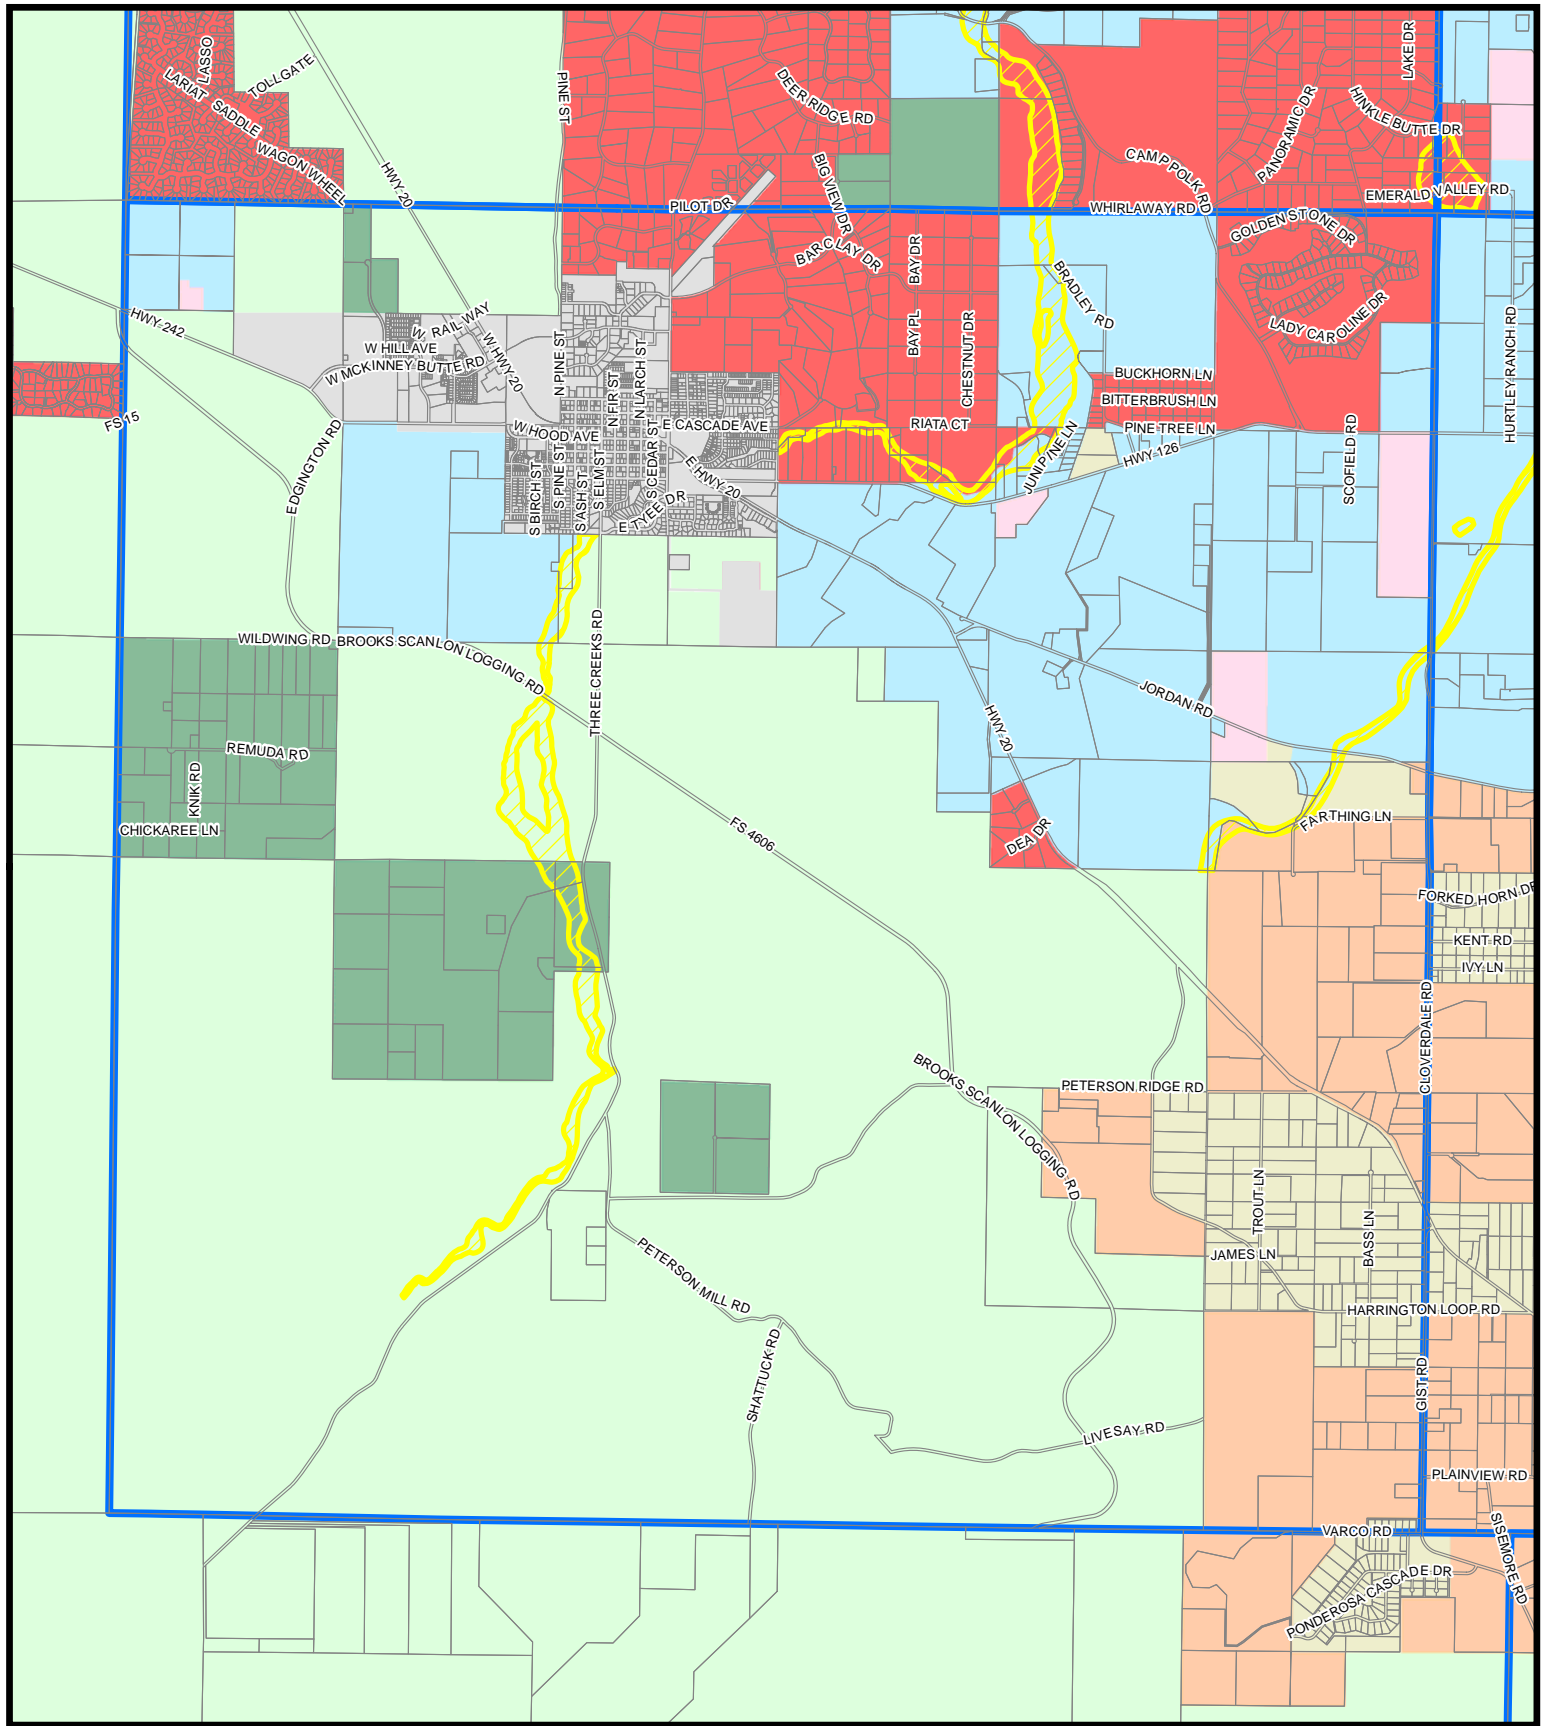 LASSO
LARIAT
TOLLGATE
SADDLE
WAGON WHEEL
HWY 20
PINE ST
DEER RIDGE RD
BIG VIEW DR
PILOT DR
CAMP POLK RD
PANORAMIC DR
LAKE DR
HINKLE BUTTE DR
EMERALD VALLEY RD
WHIRLAWAY RD
GOLDEN STONE DR
BARCLAY DR
BAY DR
BRADLEY RD
HWY 242
W RAIL WAY
W HILL AVE
W MCKINNEY BUTTE RD
W HWY 20
N PINE ST
N FIR ST
N LARCH ST
BAY PL
CHESTNUT DR
LADY CAROLINE DR
HURTLEY RANCH RD
BUCKHORN LN
BITTERBRUSH LN
PINE TREE LN
FS 15
EDGINGTON RD
W HOOD AVE
E CASCADE AVE
RIATA CT
HWY 126
JUNIPINE LN
SCOFIELD RD
S BIRCH ST
S PINE ST
S ASH ST
S ELM ST
S CEDAR ST
E TYEE DR
E HWY 20
WILDWING RD
BROOKS SCANLON LOGGING RD
THREE CREEKS RD
JORDAN RD
HWY 20
REMUDA RD
KNIK RD
CHICKAREE LN
FS 4606
DEA DR
FARTHING LN
FORKED HORN DR
KENT RD
IVY LN
CLOVERDALE RD
BROOKS SCANLON LOGGING RD
PETERSON RIDGE RD
TROUT LN
BASS LN
JAMES LN
PETERSON MILL RD
HARRINGTON LOOP RD
SHATTUCK RD
GIST RD
LIVESAY RD
PLAINVIEW RD
VARCO RD
SISEMORE RD
PONDEROSA CASCADE DR